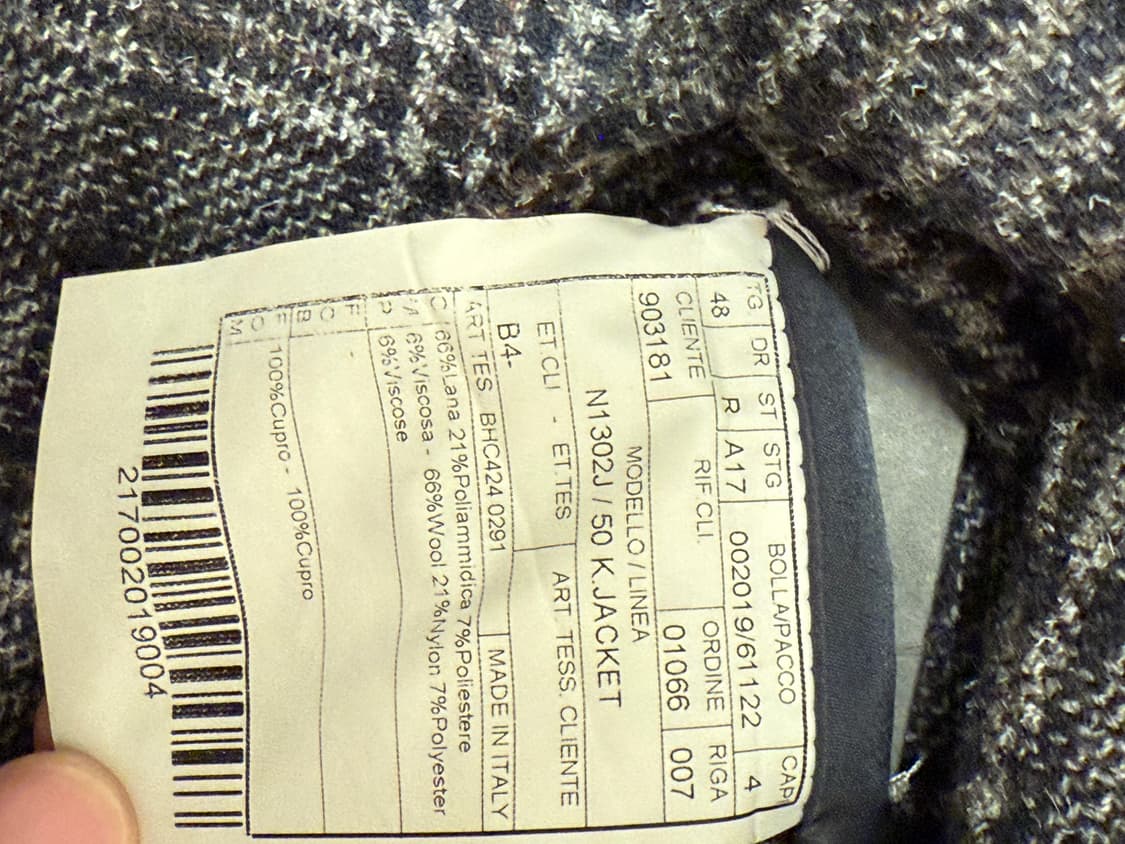 TG. DR ST STG BOLLA/PACCO CAP
48 R A17 002019/61122 4
CLIENTE RIF.CLI. ORDINE RIGA
903181 01066 007
MODELLO / LINEA
N1302J / 50 K.JACKET
ET.CLI - ET.TES ART TESS. CLIENTE
B4-
ART TES BHC424 0291 MADE IN ITALY
C 66%Lana 21%Poliammidica 7%Poliestere
/A 6%Viscosa - 66%Wool 21%Nylon 7%Polyester
P 6%Viscose
F
C
B
F 100%Cupro - 100%Cupro
O
M
217002019004